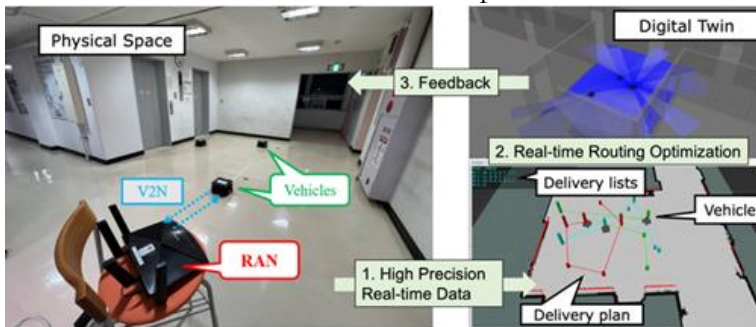 Physical Space
Digital Twin
3. Feedback
2. Real-time Routing Optimization
Delivery lists
Vehicles
V2N
Vehicle
RAN
1. High Precision
Real-time Data
Delivery plan